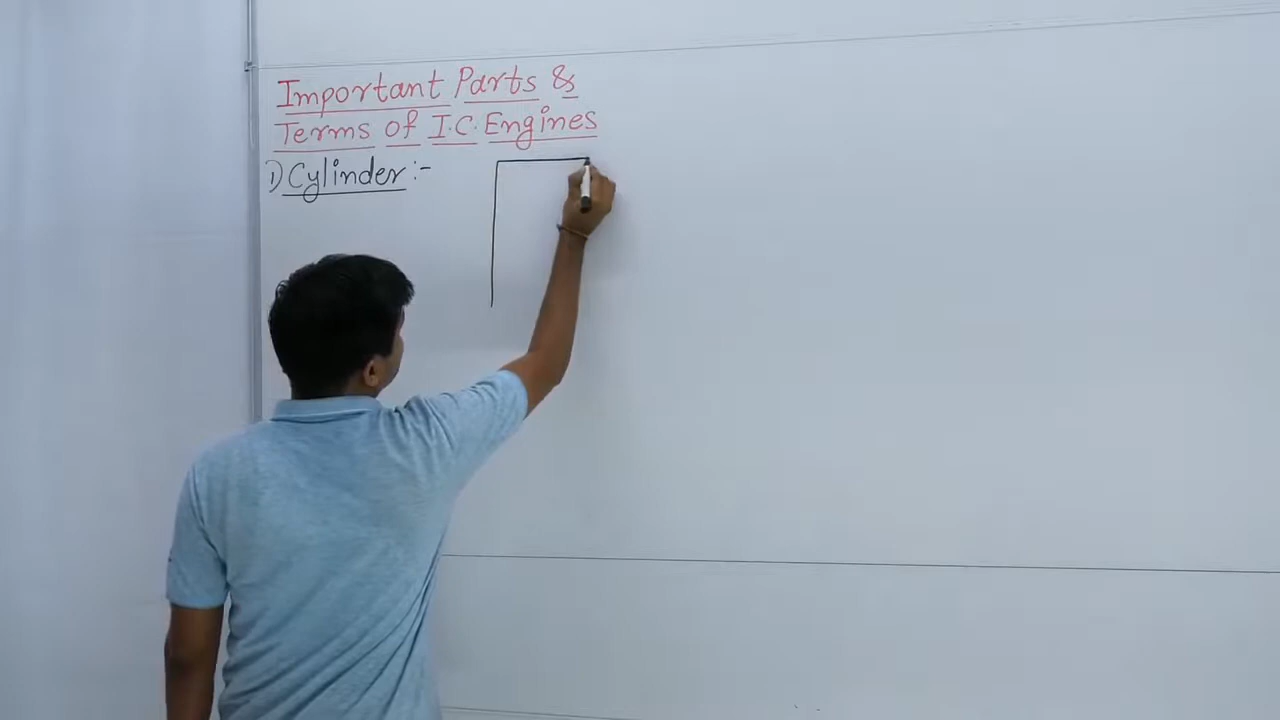 Important Parts &
Terms of I.C. Engines
1) Cylinder :-